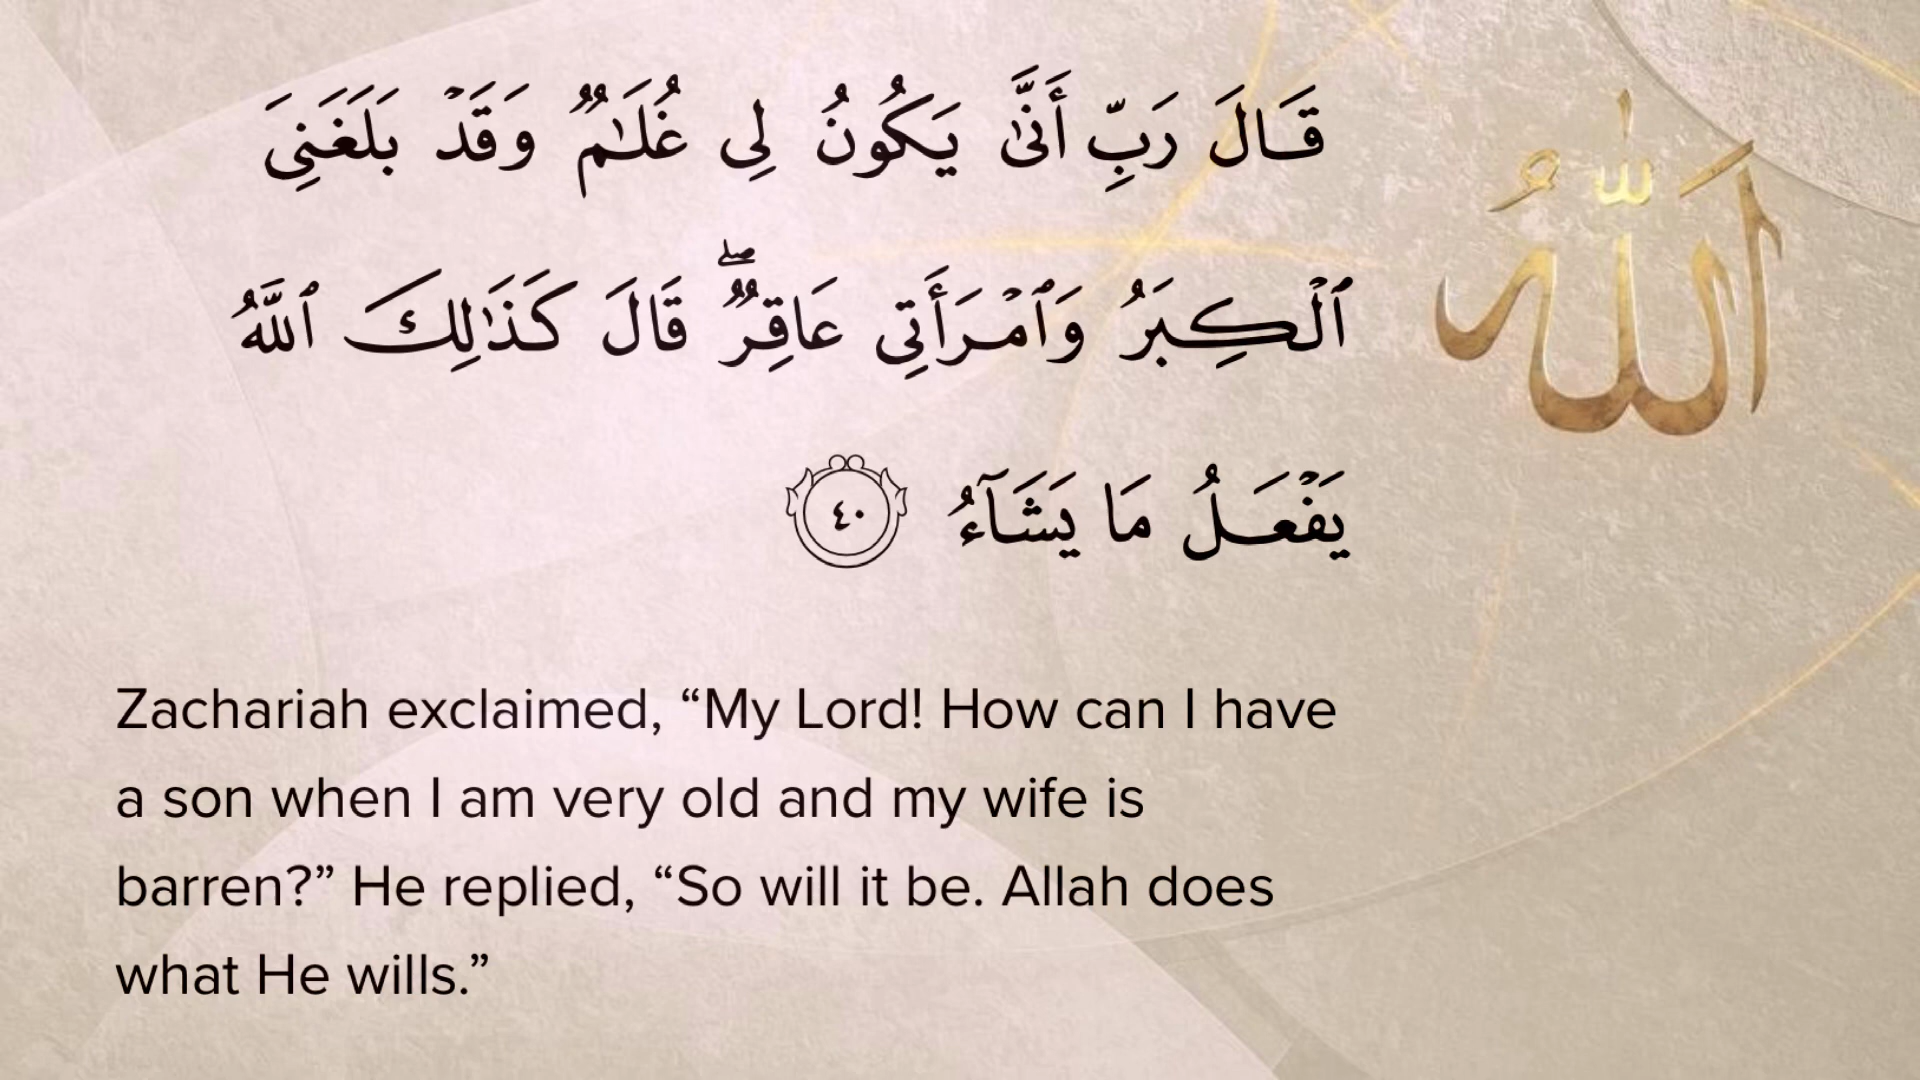 قَالَ رَبِّ أَنَّىٰ يَكُونُ لِى غُلَـٰمٌ وَقَدْ بَلَغَنِىَ
ٱلْكِبَرُ وَٱمْرَأَتِى عَاقِرٌ ۖ قَالَ كَذَٰلِكَ ٱللَّهُ
يَفْعَلُ مَا يَشَآءُ ٤٠
ٱللَّهُ
Zachariah exclaimed, “My Lord! How can I have
a son when I am very old and my wife is
barren?” He replied, “So will it be. Allah does
what He wills.”